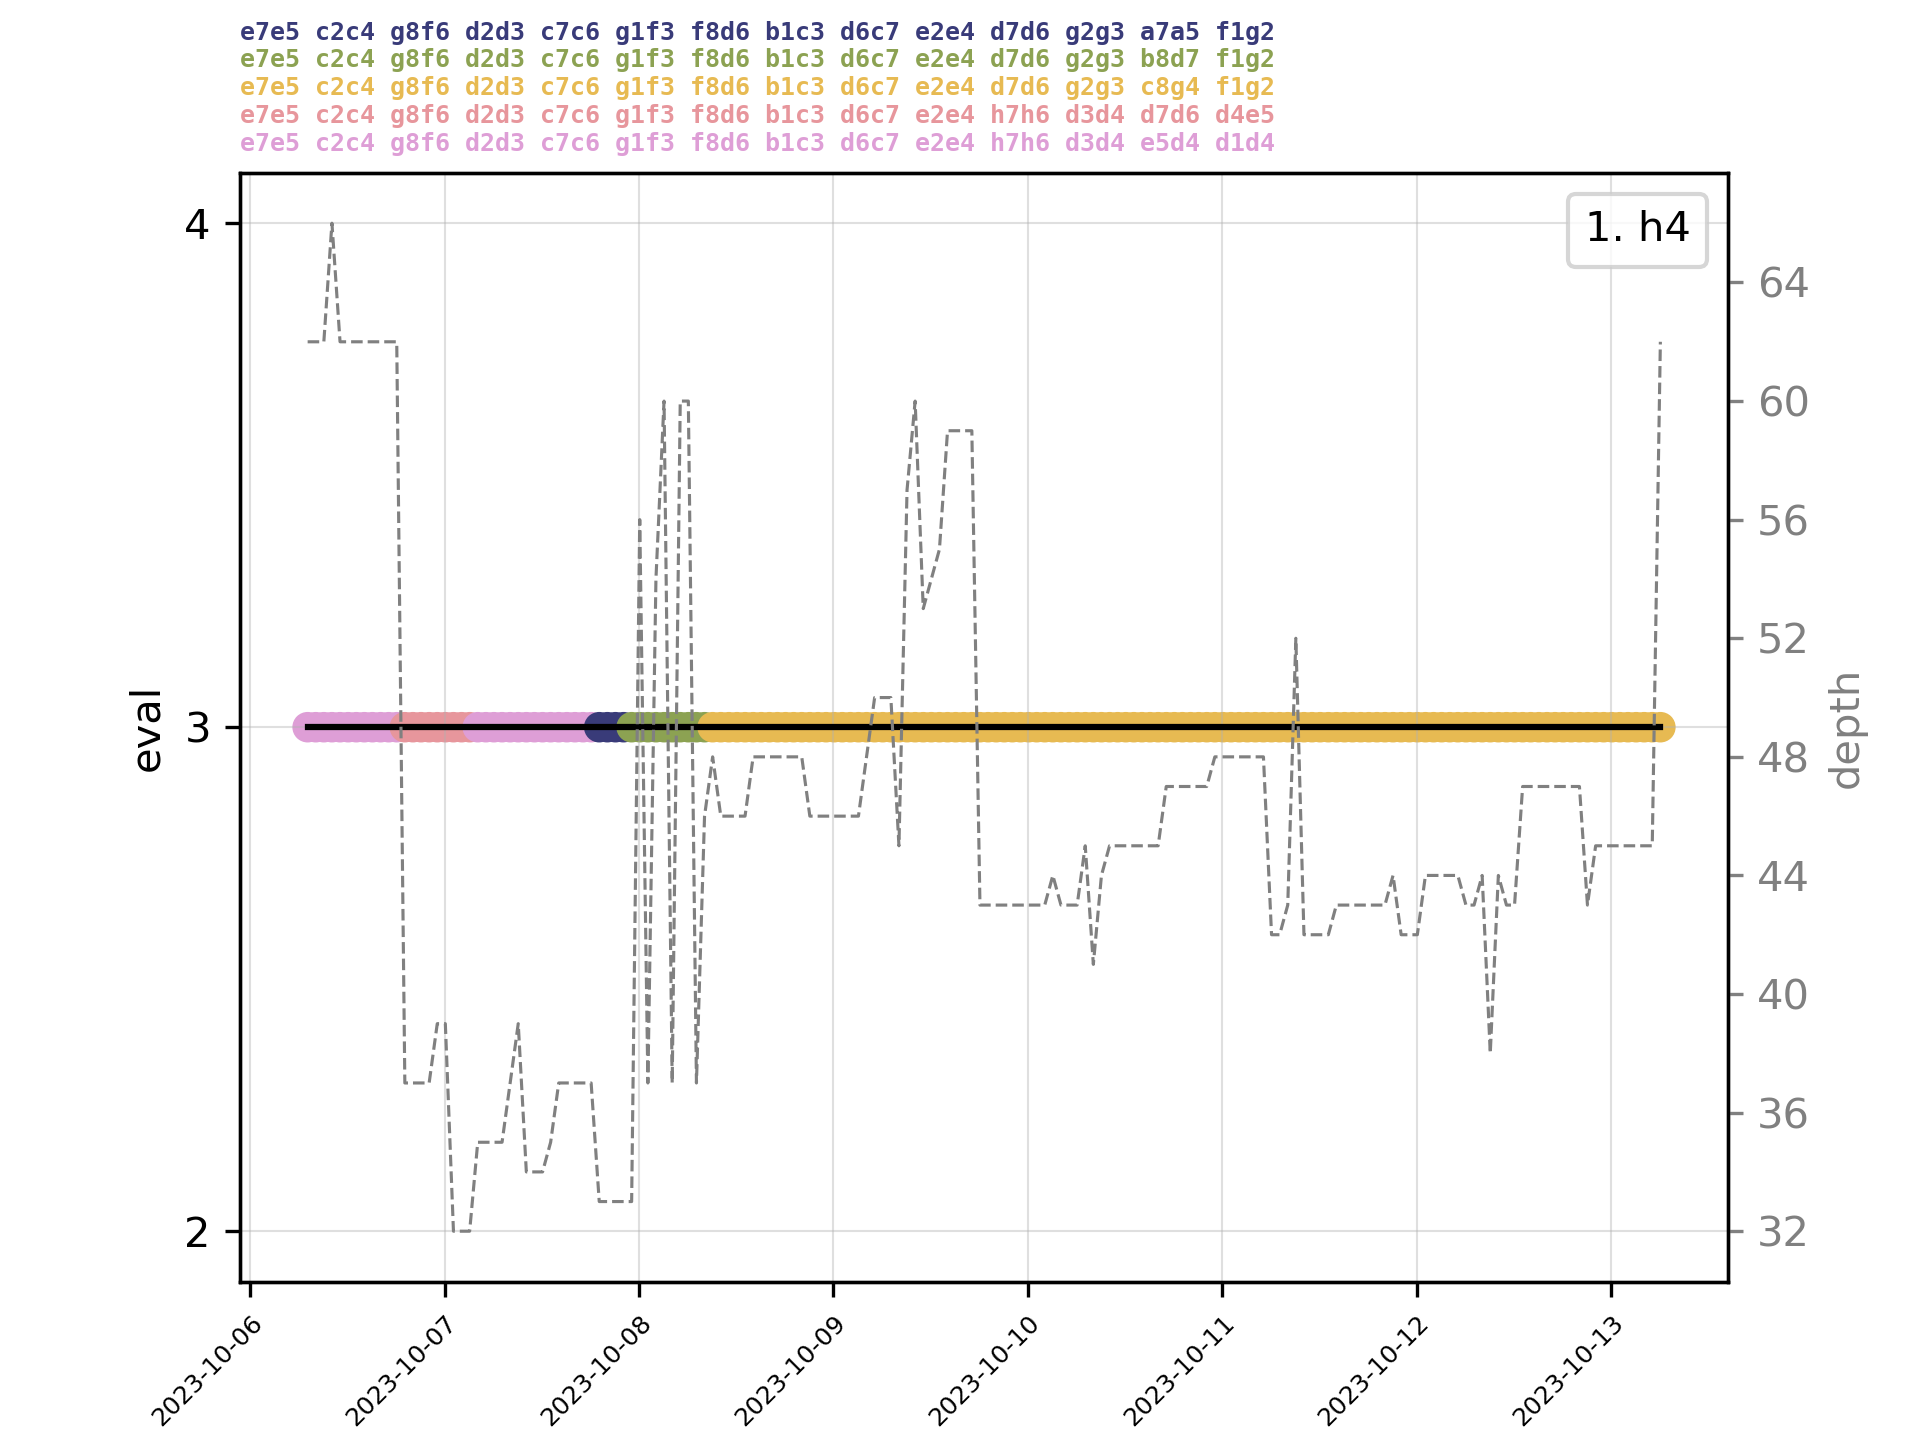 e7e5 c2c4 g8f6 d2d3 c7c6 g1f3 f8d6 b1c3 d6c7 e2e4 d7d6 g2g3 a7a5 f1g2
e7e5 c2c4 g8f6 d2d3 c7c6 g1f3 f8d6 b1c3 d6c7 e2e4 d7d6 g2g3 b8d7 f1g2
e7e5 c2c4 g8f6 d2d3 c7c6 g1f3 f8d6 b1c3 d6c7 e2e4 d7d6 g2g3 c8g4 f1g2
e7e5 c2c4 g8f6 d2d3 c7c6 g1f3 f8d6 b1c3 d6c7 e2e4 h7h6 d3d4 d7d6 d4e5
e7e5 c2c4 g8f6 d2d3 c7c6 g1f3 f8d6 b1c3 d6c7 e2e4 h7h6 d3d4 e5d4 d1d4
1. h4
eval
4
3
2
64
60
56
52
48
44
40
36
32
depth
2023-10-06
2023-10-07
2023-10-08
2023-10-09
2023-10-10
2023-10-11
2023-10-12
2023-10-13